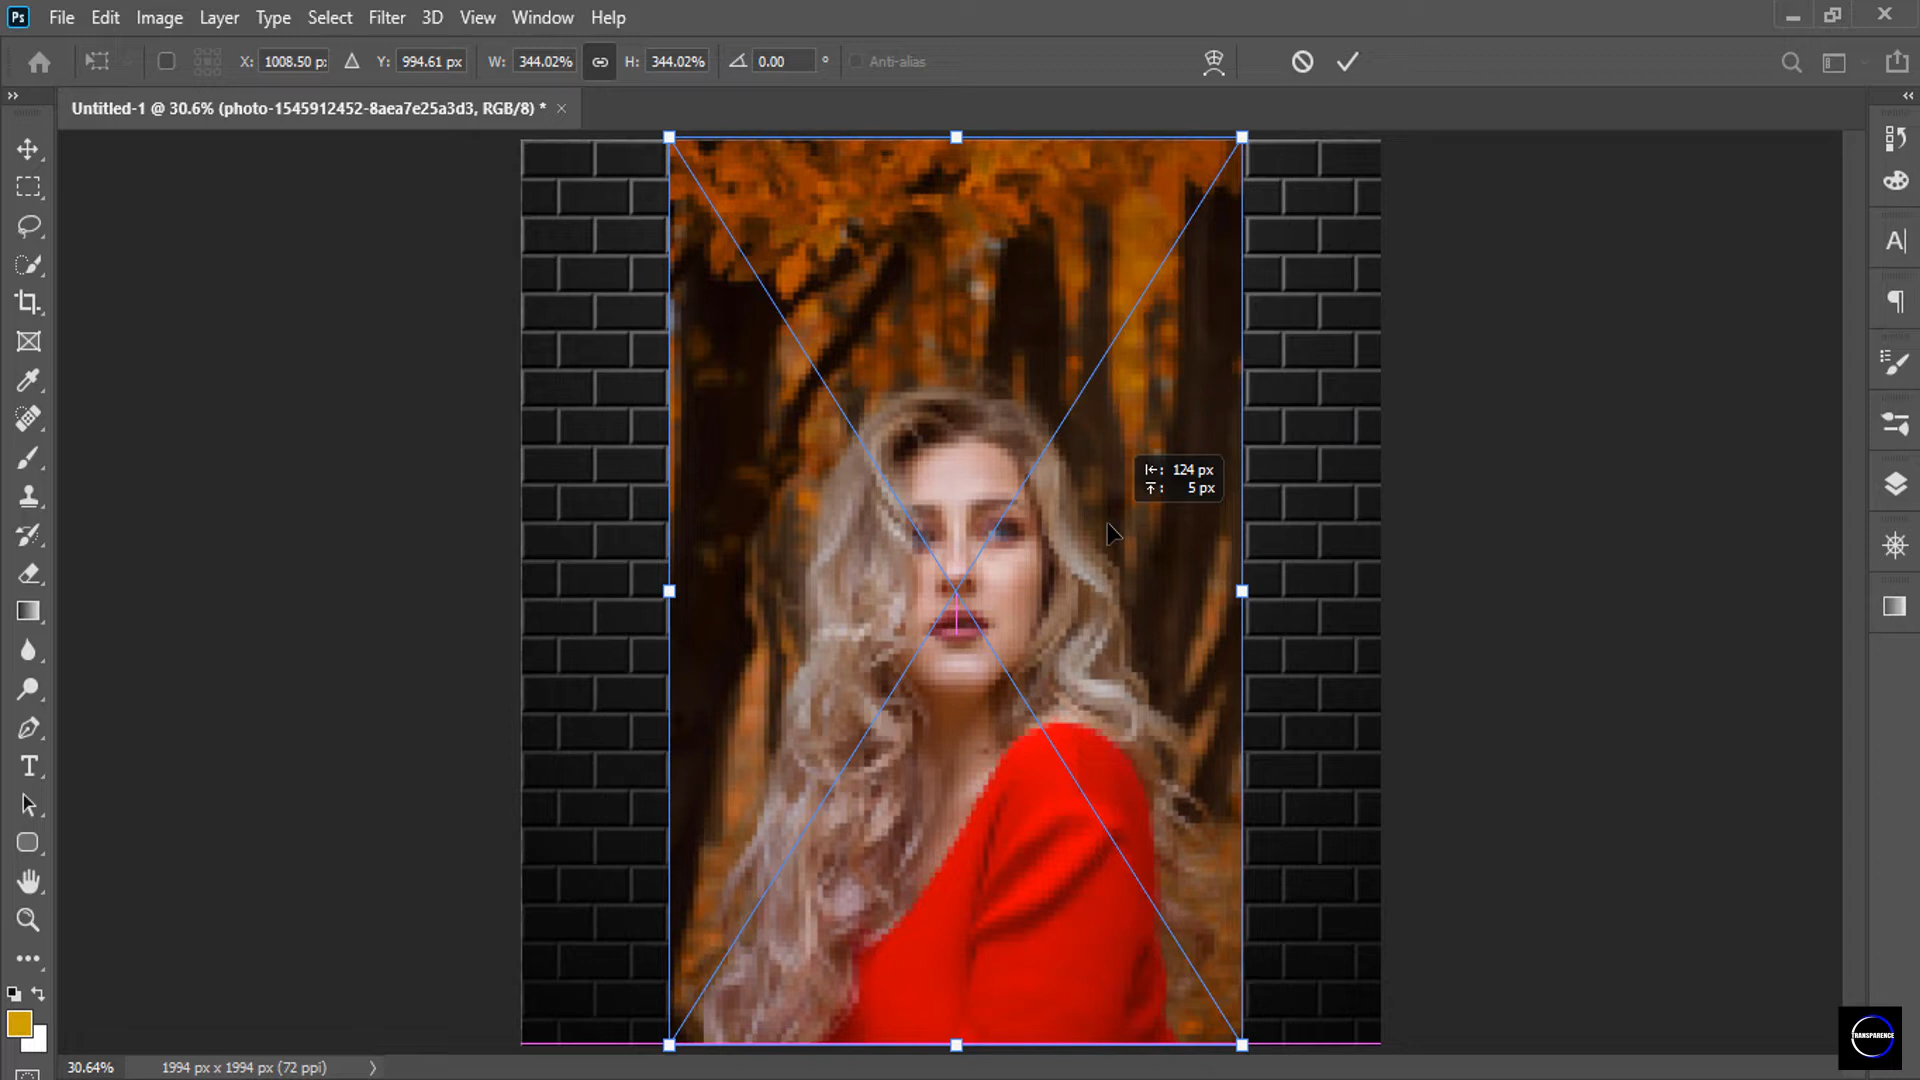 Ps File Edit Image Layer Type Select Filter 3D View Window Help
X: 1008.50 px Y: 994.61 px W: 344.02% H: 344.02% 0.00 ° Anti-alias
Untitled-1 @ 30.6% (photo-1545912452-8aea7e25a3d3, RGB/8) * ×
124 px
5 px
TRANSPARENCE
30.64% 1994 px x 1994 px (72 ppi)